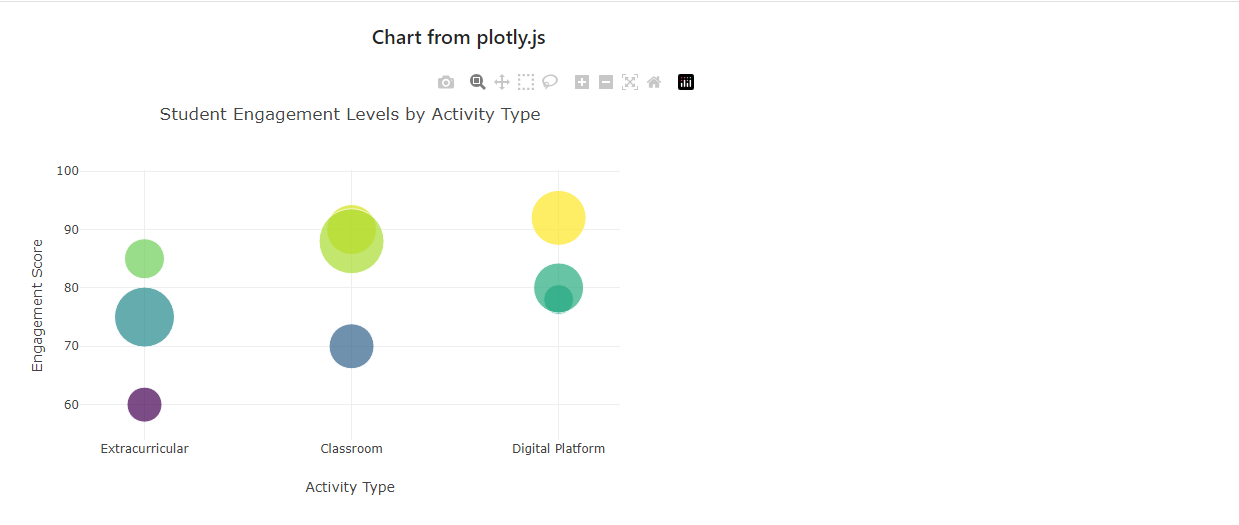 Chart from plotly.js
Student Engagement Levels by Activity Type
Engagement Score
100
90
80
70
60
Extracurricular Classroom Digital Platform
Activity Type